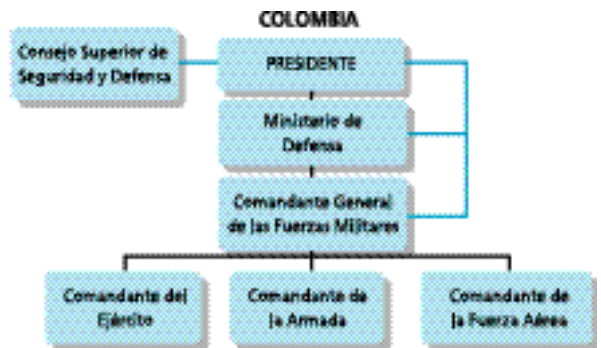 COLOMBIA
Consejo Superior de
Seguridad y Defensa
PRESIDENTE
Ministerio de
Defensa
Comandante General
de las Fuerzas Militares
Comandante del
Ejército
Comandante de
la Armada
Comandante de
la Fuerza Aérea